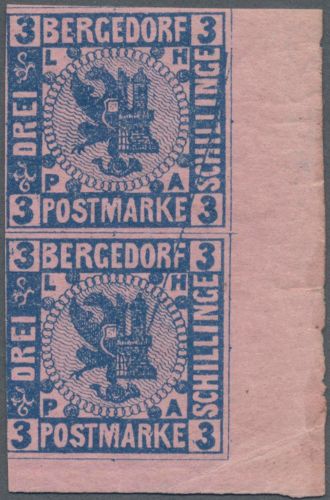 3 BERGEDORF 3
L H
DREI SCHILLINGE
P A
3 POSTMARKE 3
3 BERGEDORF 3
L H
DREI SCHILLINGE
P A
3 POSTMARKE 3